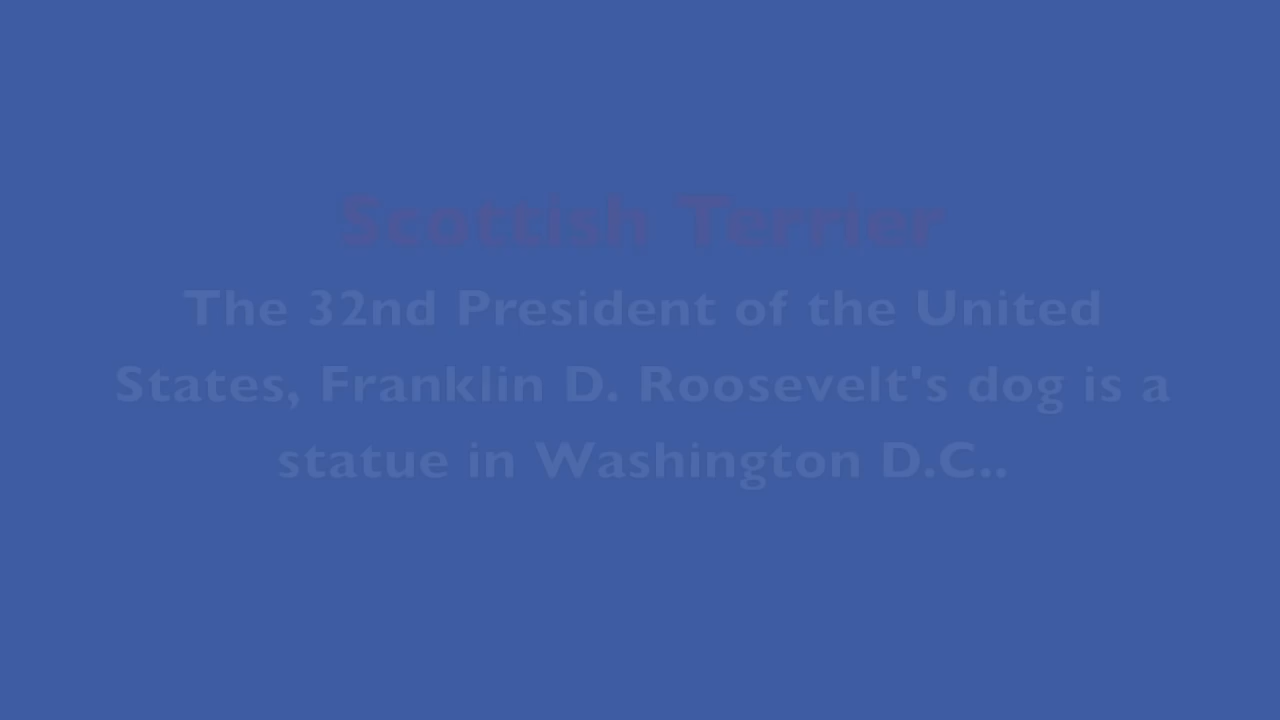 Scottish Terrier
The 32nd President of the United
States, Franklin D. Roosevelt's dog is a
statue in Washington D.C..